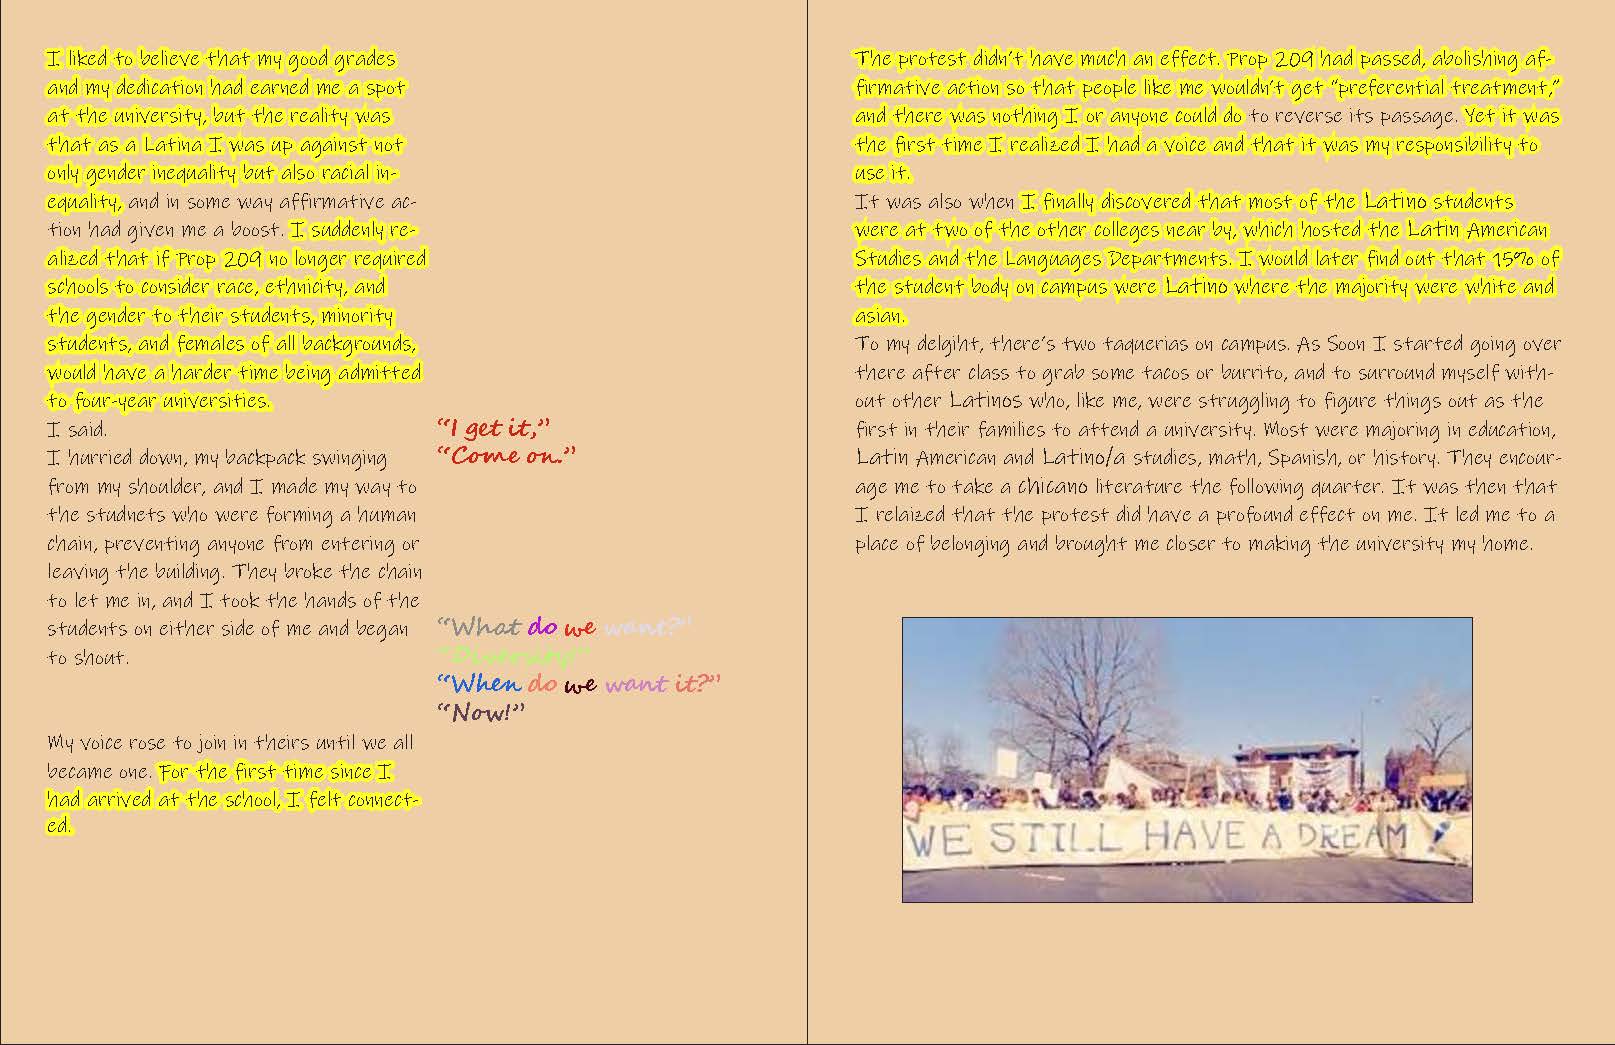 I liked to believe that my good grades
and my dedication had earned me a spot
at the university, but the reality was
that as a Latina I was up against not
only gender inequality but also racial in-
equality, and in some way affirmative ac-
tion had given me a boost. I suddenly re-
alized that if Prop 209 no longer required
schools to consider race, ethnicity, and
the gender to their students, minority
students, and females of all backgrounds,
would have a harder time being admitted
to four-year universities.
“I get it,”
I said.
“Come on.”
I hurried down, my backpack swinging
from my shoulder, and I made my way to
the studnets who were forming a human
chain, preventing anyone from entering or
leaving the building. They broke the chain
to let me in, and I took the hands of the
students on either side of me and began
to shout.
“What do we want?”
“Diversity!”
“When do we want it?”
“Now!”
My voice rose to join in theirs until we all
became one. For the first time since I
had arrived at the school, I felt connect-
ed.
The protest didn’t have much an effect. Prop 209 had passed, abolishing af-
firmative action so that people like me wouldn’t get “preferential treatment,”
and there was nothing I or anyone could do to reverse its passage. Yet it was
the first time I realized I had a voice and that it was my responsibility to
use it.
It was also when I finally discovered that most of the Latino students
were at two of the other colleges near by, which hosted the Latin American
Studies and the Languages Departments. I would later find out that 15% of
the student body on campus were Latino where the majority were white and
asian.
To my delgiht, there’s two taquerias on campus. As Soon I started going over
there after class to grab some tacos or burrito, and to surround myself with-
out other Latinos who, like me, were struggling to figure things out as the
first in their families to attend a university. Most were majoring in education,
Latin American and Latino/a studies, math, Spanish, or history. They encour-
age me to take a chicano literature the following quarter. It was then that
I relaized that the protest did have a profound effect on me. It led me to a
place of belonging and brought me closer to making the university my home.
WE STILL HAVE A DREAM !